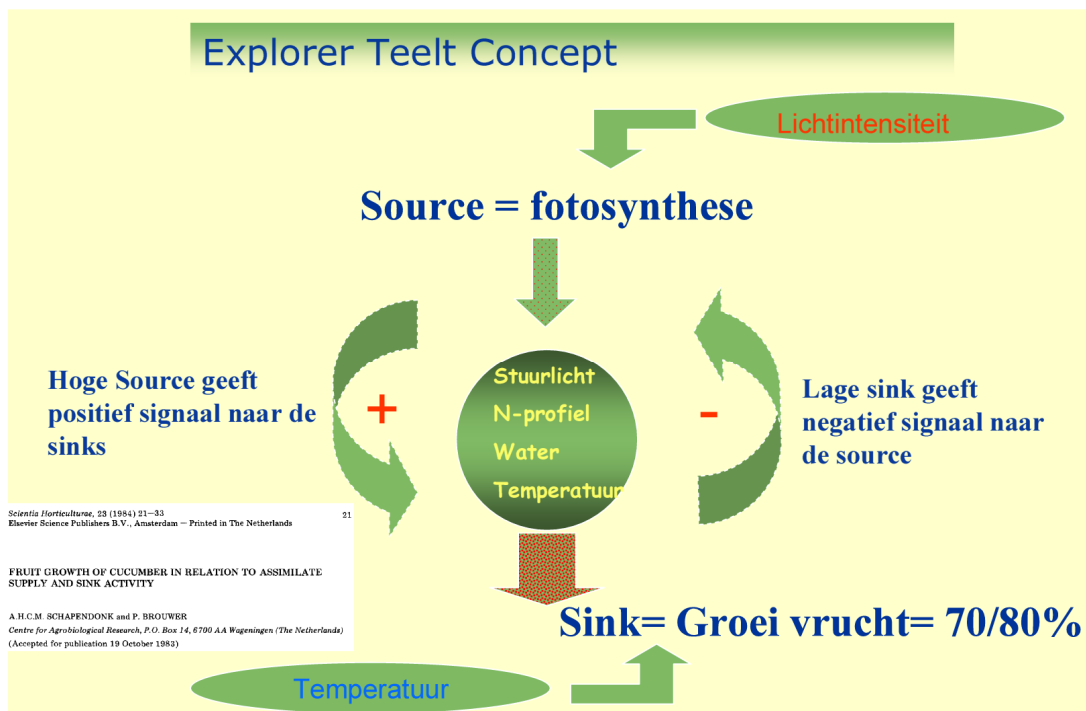 Explorer Teelt Concept
Lichtintensiteit
Source = fotosynthese
Hoge Source geeft
positief signaal naar de
sinks
+
Stuurlicht
N-profiel
Water
Temperatuur
-
Lage sink geeft
negatief signaal naar
de source
Scientia Horticulturae, 23 (1984) 21—33 21
Elsevier Science Publishers B.V., Amsterdam — Printed in The Netherlands
FRUIT GROWTH OF CUCUMBER IN RELATION TO ASSIMILATE
SUPPLY AND SINK ACTIVITY
A.H.C.M. SCHAPENDONK and P. BROUWER
Centre for Agrobiological Research, P.O. Box 14, 6700 AA Wageningen (The Netherlands)
(Accepted for publication 19 October 1983)
Sink= Groei vrucht= 70/80%
Temperatuur